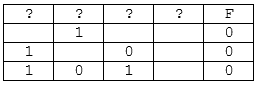 ? ? ? ? F
1 0
1 0 0
1 0 1 0